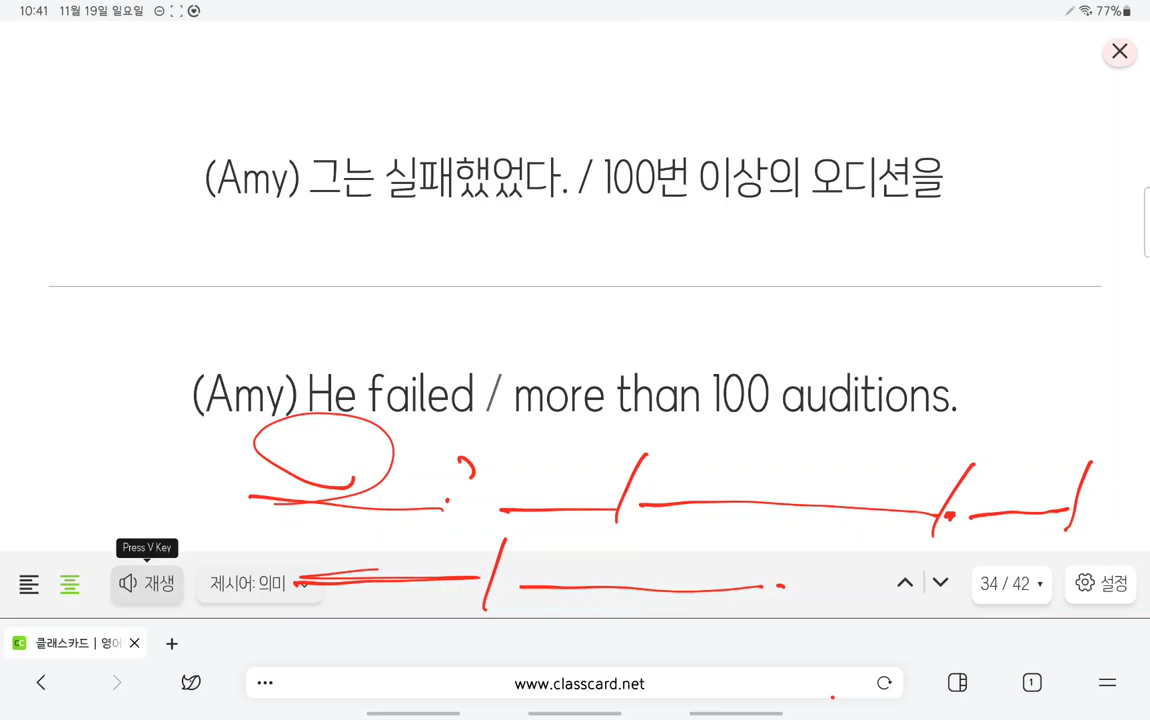 10:41 11월 19일 일요일 77%
(Amy) 그는 실패했었다. / 100번 이상의 오디션을
(Amy) He failed / more than 100 auditions.
Press V Key
재생 제시어: 의미 34 / 42 설정
클래스카드 | 영어
www.classcard.net
1